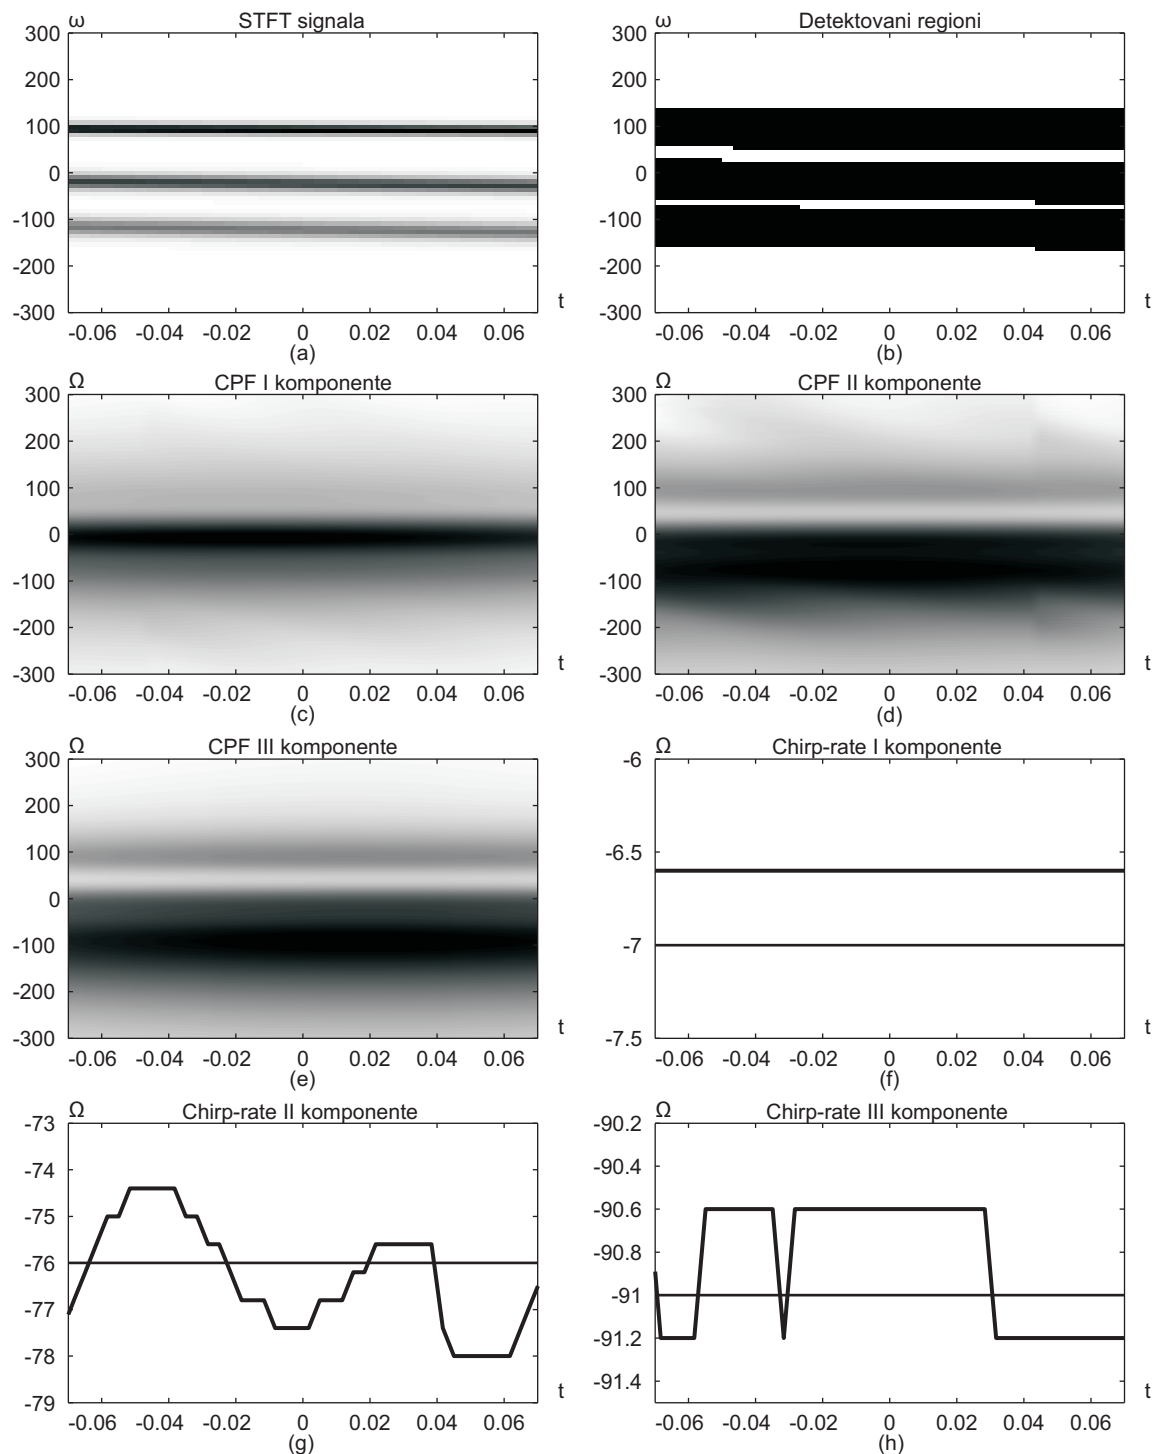 ω STFT signala
300
200
100
0
-100
-200
-300
t
-0.06 -0.04 -0.02 0 0.02 0.04 0.06
(a)
ω Detektovani regioni
300
200
100
0
-100
-200
-300
t
-0.06 -0.04 -0.02 0 0.02 0.04 0.06
(b)
Ω CPF I komponente
300
200
100
0
-100
-200
-300
t
-0.06 -0.04 -0.02 0 0.02 0.04 0.06
(c)
Ω CPF II komponente
300
200
100
0
-100
-200
-300
t
-0.06 -0.04 -0.02 0 0.02 0.04 0.06
(d)
Ω CPF III komponente
300
200
100
0
-100
-200
-300
t
-0.06 -0.04 -0.02 0 0.02 0.04 0.06
(e)
Ω Chirp-rate I komponente
-6
-6.5
-7
-7.5
t
-0.06 -0.04 -0.02 0 0.02 0.04 0.06
(f)
Ω Chirp-rate II komponente
-73
-74
-75
-76
-77
-78
-79
t
-0.06 -0.04 -0.02 0 0.02 0.04 0.06
(g)
Ω Chirp-rate III komponente
-90.2
-90.4
-90.6
-90.8
-91
-91.2
-91.4
t
-0.06 -0.04 -0.02 0 0.02 0.04 0.06
(h)